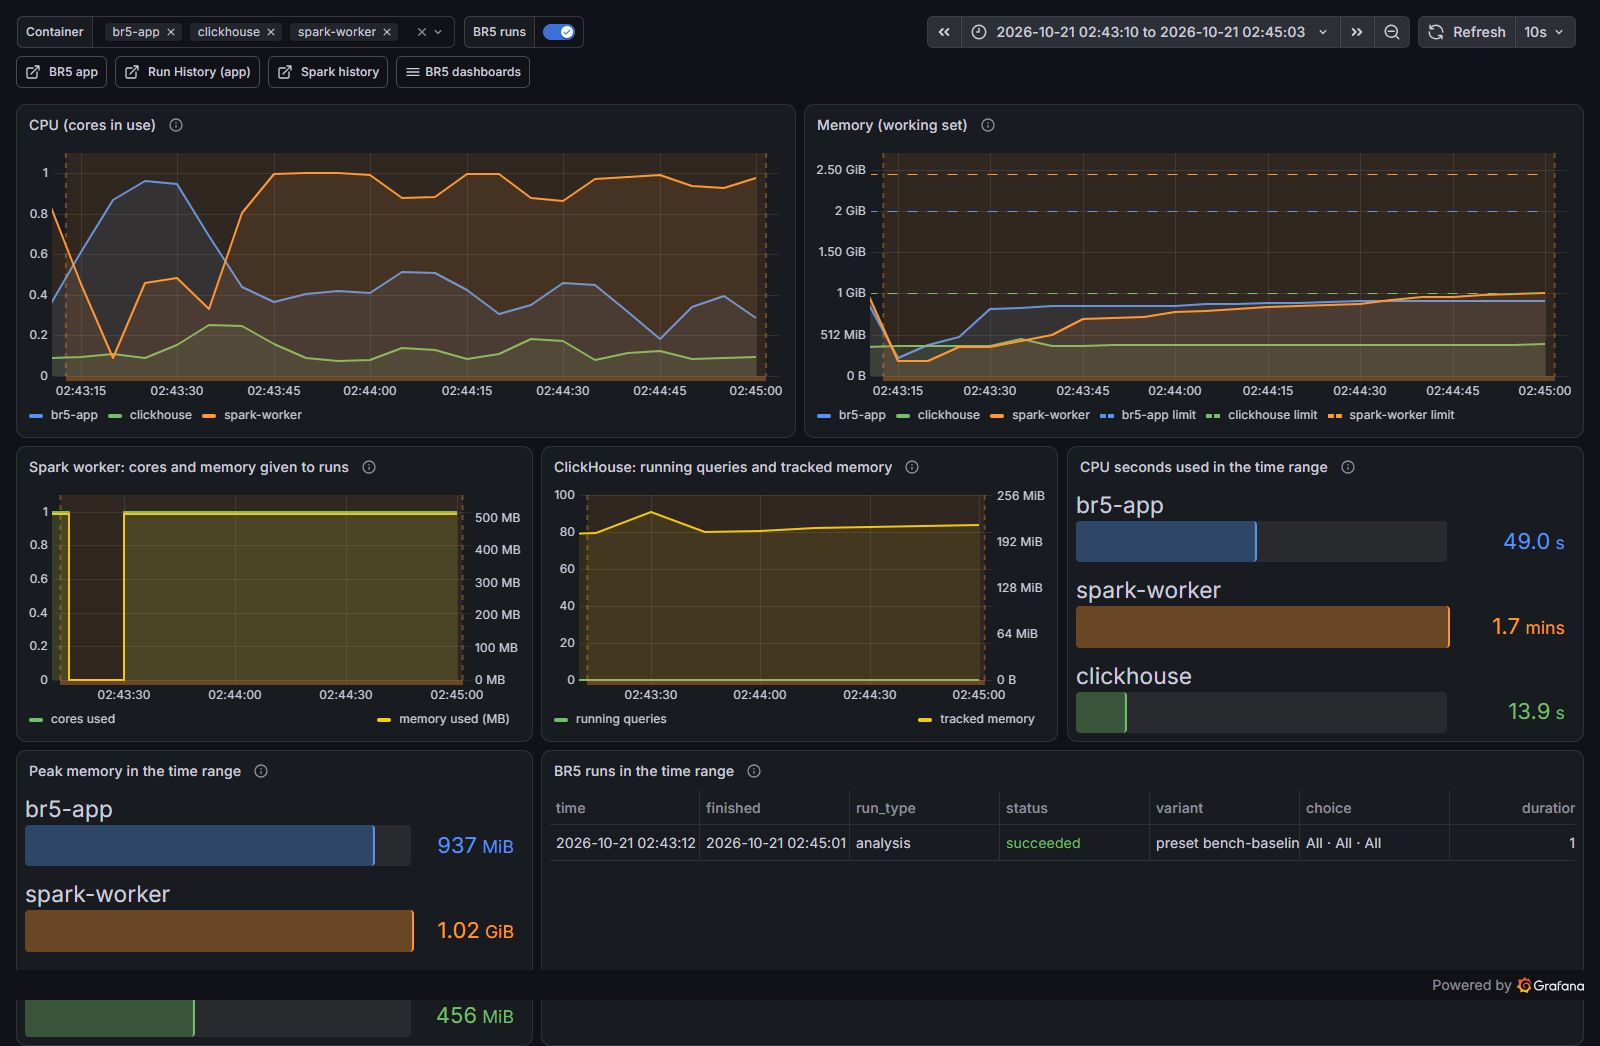 Container br5-app clickhouse spark-worker BR5 runs 2026-10-21 02:43:10 to 2026-10-21 02:45:03 Refresh 10s
BR5 app Run History (app) Spark history BR5 dashboards
CPU (cores in use)
1
0.8
0.6
0.4
0.2
0
02:43:15 02:43:30 02:43:45 02:44:00 02:44:15 02:44:30 02:44:45 02:45:00
br5-app clickhouse spark-worker
Memory (working set)
2.50 GiB
2 GiB
1.50 GiB
1 GiB
512 MiB
0 B
02:43:15 02:43:30 02:43:45 02:44:00 02:44:15 02:44:30 02:44:45 02:45:00
br5-app clickhouse spark-worker br5-app limit clickhouse limit spark-worker limit
Spark worker: cores and memory given to runs
1
0.8
0.6
0.4
0.2
0
500 MB
400 MB
300 MB
200 MB
100 MB
0 MB
02:43:30 02:44:00 02:44:30 02:45:00
cores used memory used (MB)
ClickHouse: running queries and tracked memory
100
80
60
40
20
0
256 MiB
192 MiB
128 MiB
64 MiB
0 B
02:43:30 02:44:00 02:44:30 02:45:00
running queries tracked memory
CPU seconds used in the time range
br5-app
49.0 s
spark-worker
1.7 mins
clickhouse
13.9 s
Peak memory in the time range
br5-app
937 MiB
spark-worker
1.02 GiB
456 MiB
BR5 runs in the time range
time finished run_type status variant choice duration
2026-10-21 02:43:12 2026-10-21 02:45:01 analysis succeeded preset bench-baselin All · All · All 1
Powered by Grafana